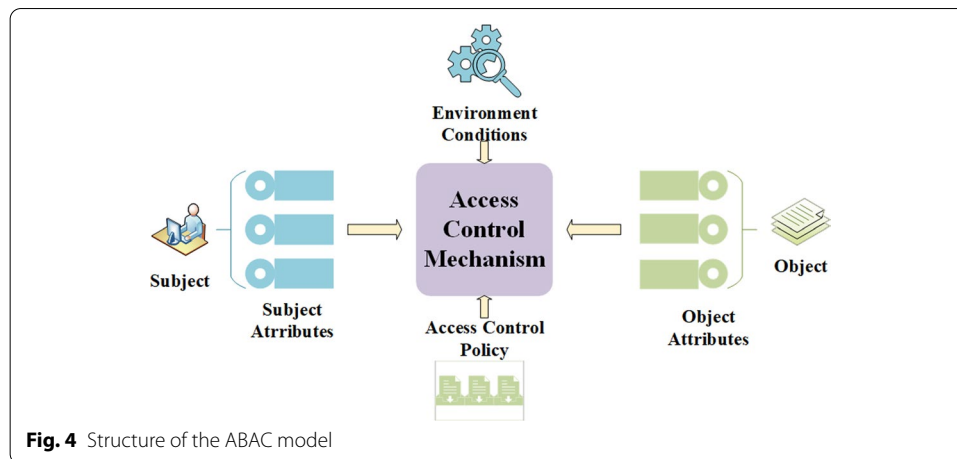 Environment
Conditions
Access
Control
Mechanism
Subject
Subject
Atrributes
Object
Object
Attributes
Access Control
Policy
Fig. 4 Structure of the ABAC model